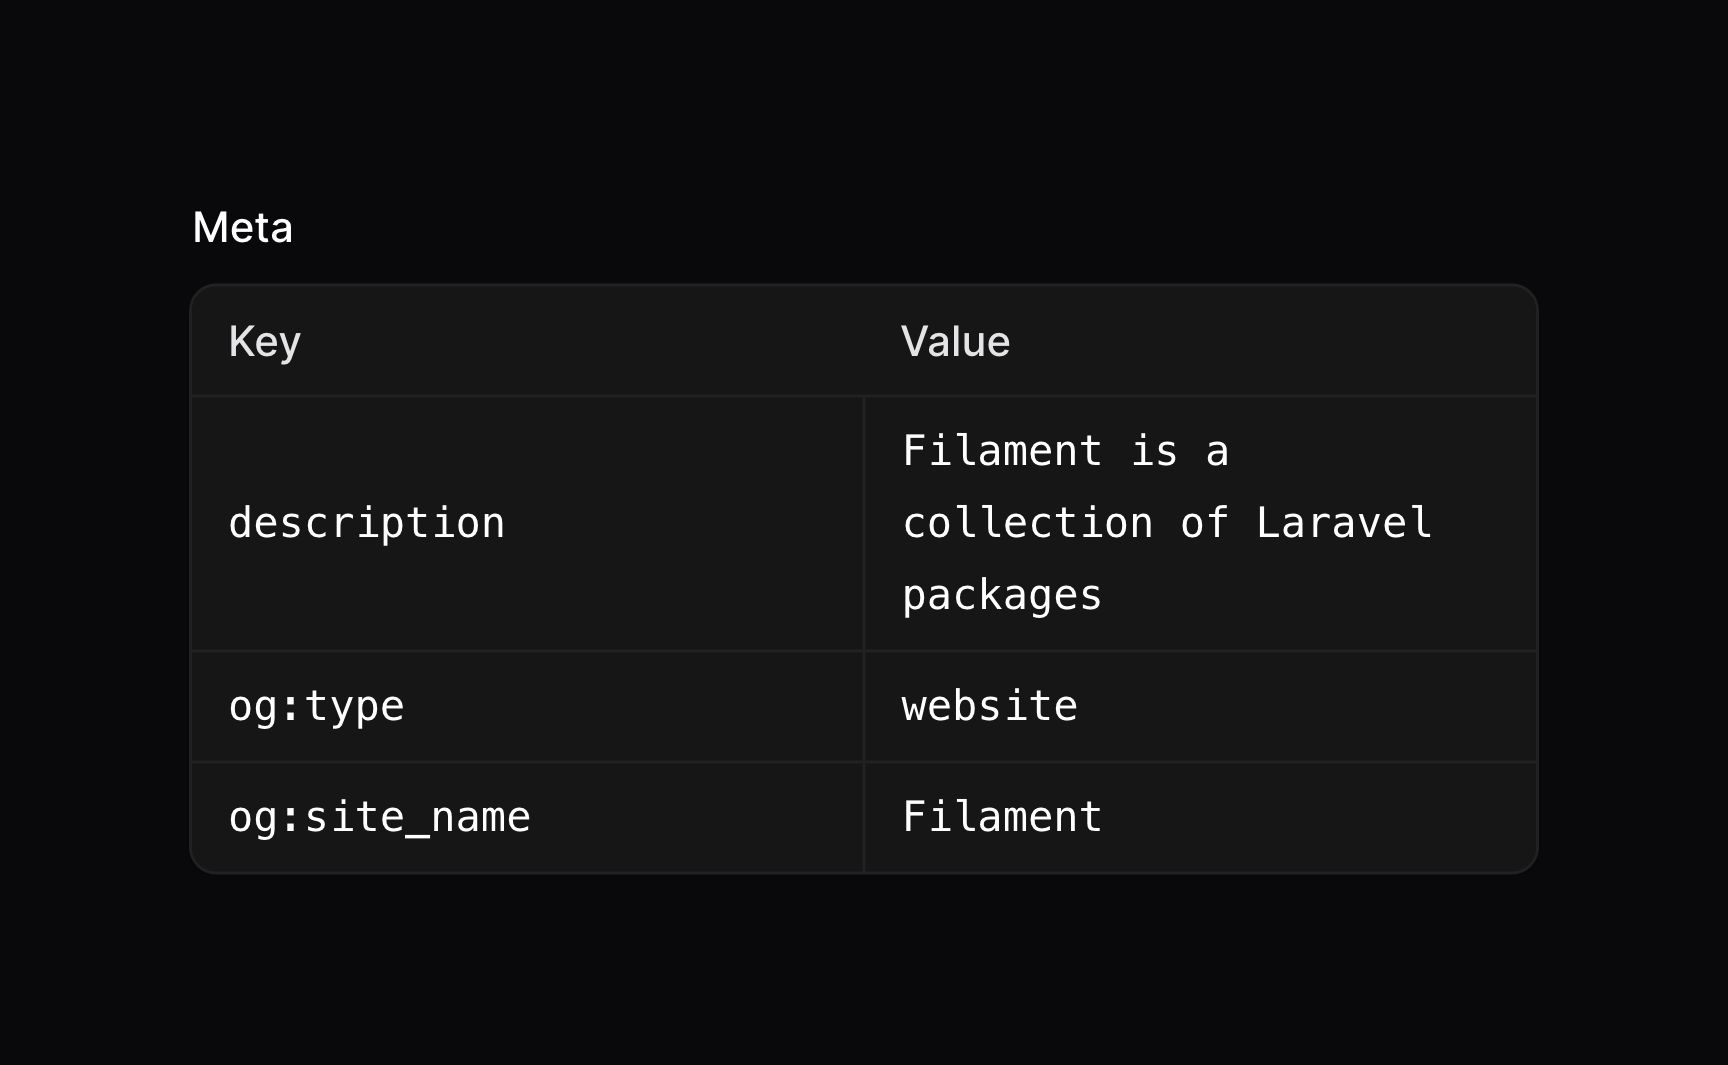 Meta
Key Value
Filament is a
description collection of Laravel
packages
og:type website
og:site_name Filament